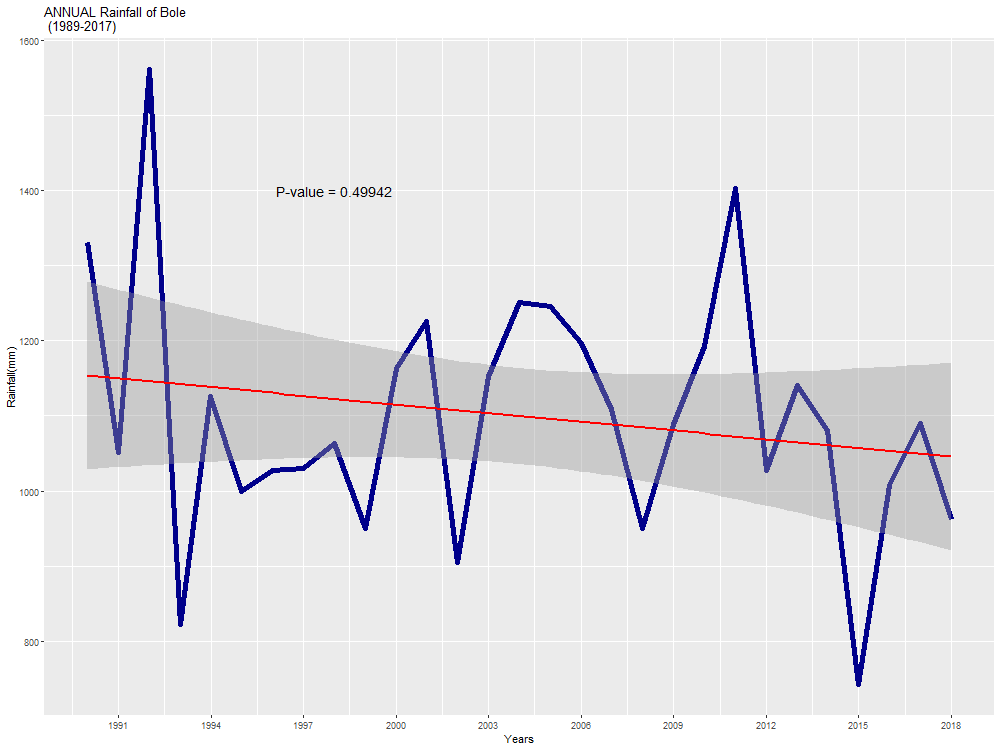 ANNUAL Rainfall of Bole
(1989-2017)
1600
1400
1200
1000
800
Rainfall(mm)
P-value = 0.49942
1991 1994 1997 2000 2003 2006 2009 2012 2015 2018
Years